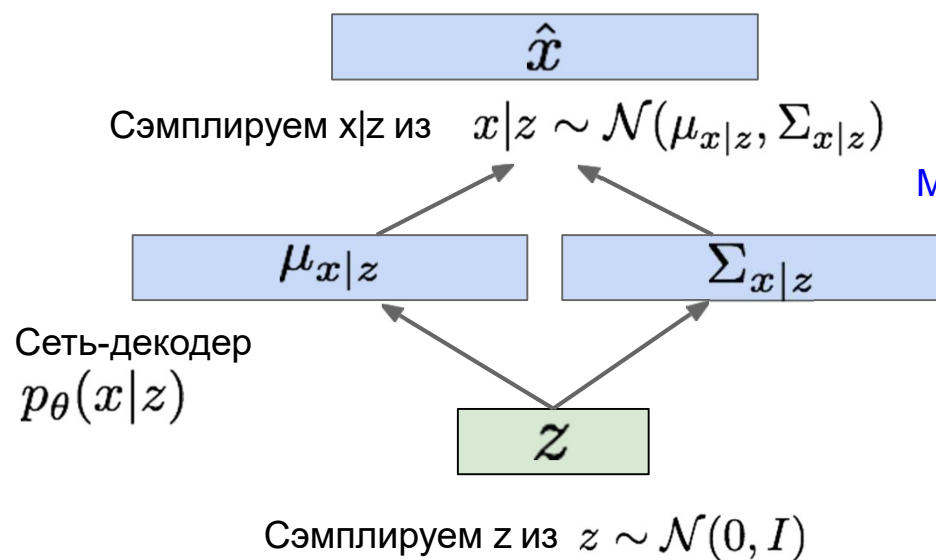 x̂
Сэмплируем x|z из x|z ∼ 𝒩(μ_{x|z}, Σ_{x|z})
М
μ_{x|z} Σ_{x|z}
Сеть-декодер
p_θ(x|z)
z
Сэмплируем z из z ∼ 𝒩(0, I)